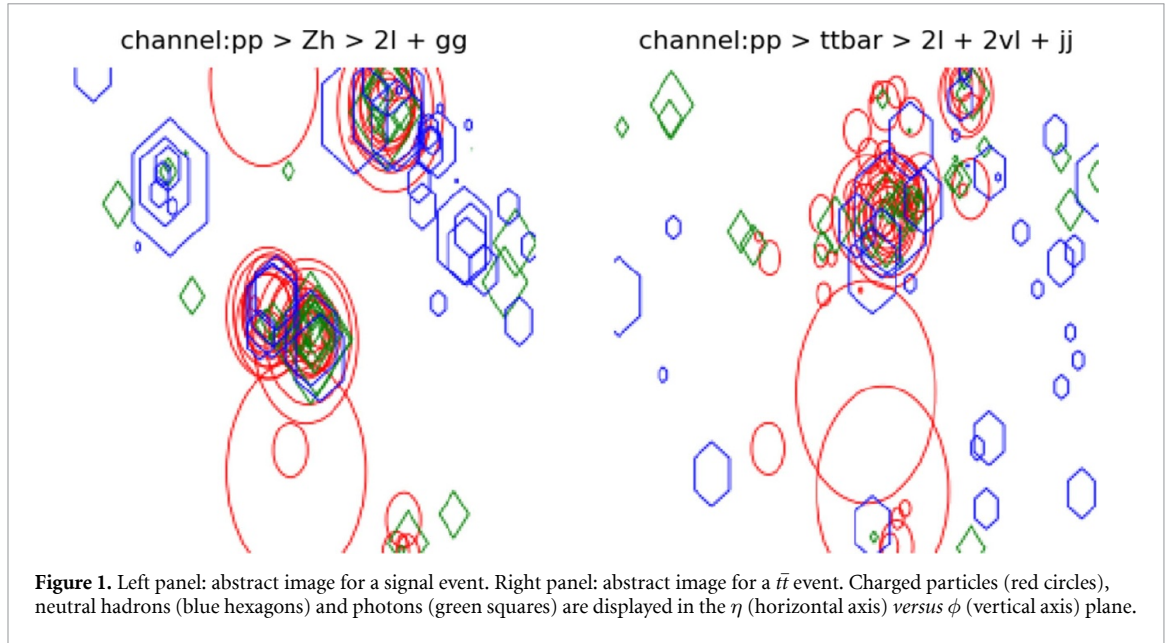 channel:pp > Zh > 2l + gg
channel:pp > ttbar > 2l + 2vl + jj
Figure 1. Left panel: abstract image for a signal event. Right panel: abstract image for a tt̄ event. Charged particles (red circles),
neutral hadrons (blue hexagons) and photons (green squares) are displayed in the η (horizontal axis) versus ϕ (vertical axis) plane.